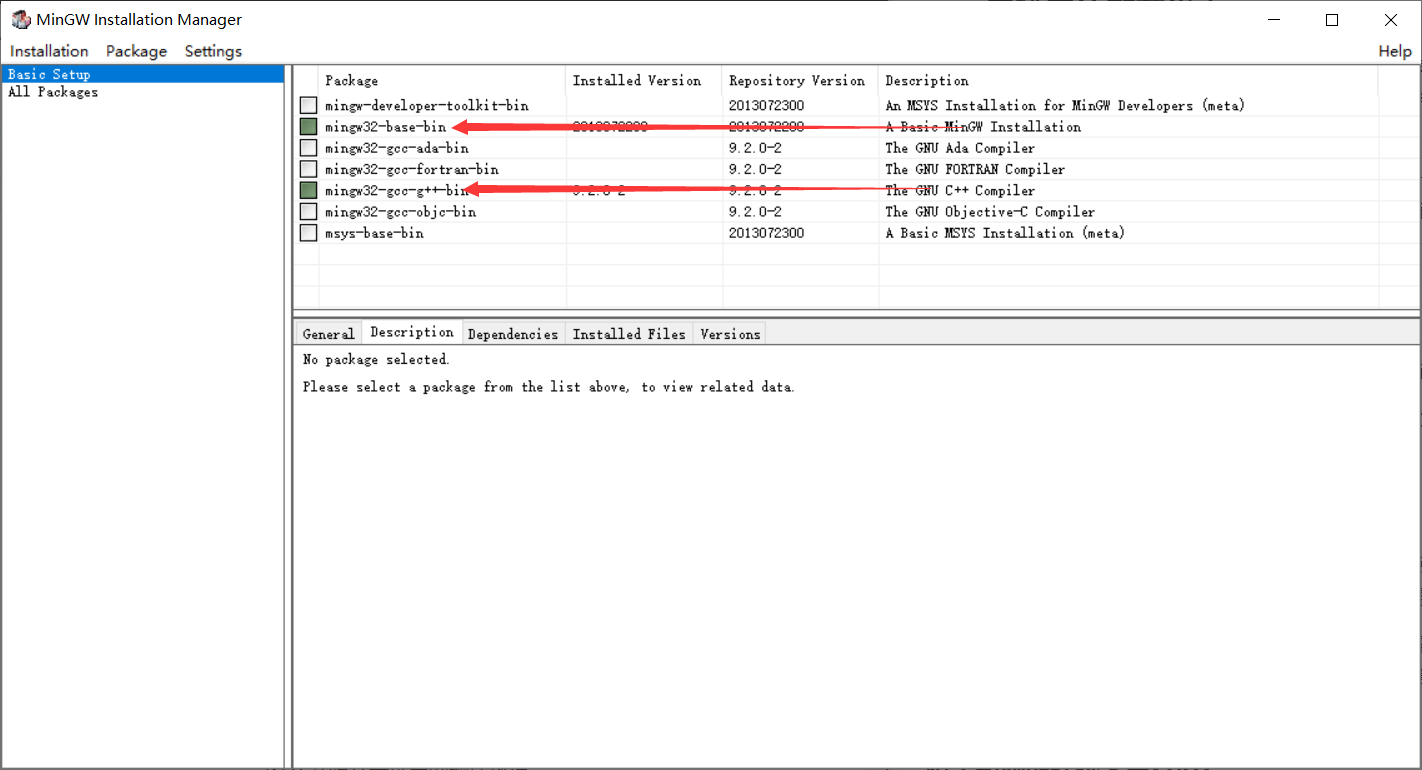 MinGW Installation Manager
Installation Package Settings Help
Basic Setup
All Packages
Package Installed Version Repository Version Description
mingw-developer-toolkit-bin 2013072300 An MSYS Installation for MinGW Developers (meta)
mingw32-base-bin 2013072200 2013072200 A Basic MinGW Installation
mingw32-gcc-ada-bin 9.2.0-2 The GNU Ada Compiler
mingw32-gcc-fortran-bin 9.2.0-2 The GNU FORTRAN Compiler
mingw32-gcc-g++-bin 9.2.0-2 9.2.0-2 The GNU C++ Compiler
mingw32-gcc-objc-bin 9.2.0-2 The GNU Objective-C Compiler
msys-base-bin 2013072300 A Basic MSYS Installation (meta)
General Description Dependencies Installed Files Versions
No package selected.
Please select a package from the list above, to view related data.